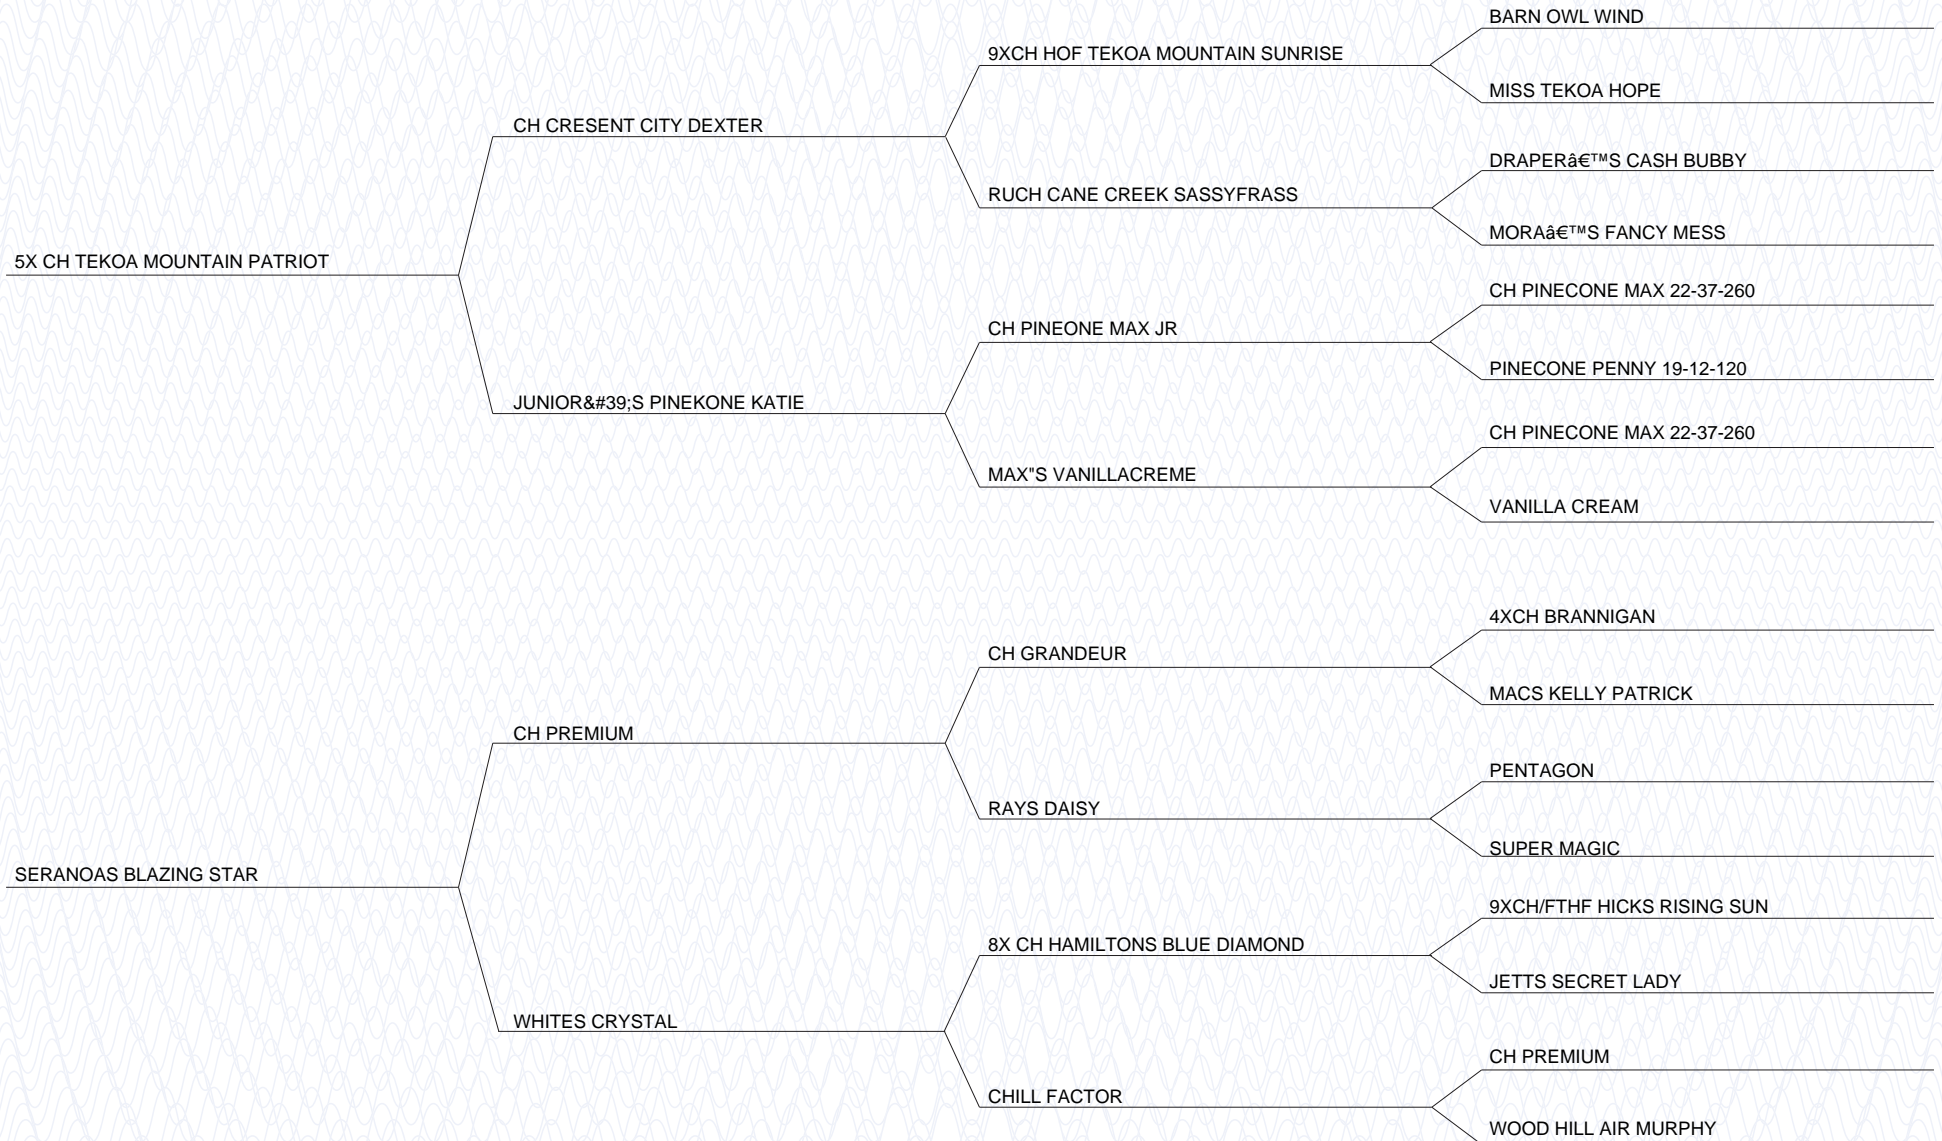 BARN OWL WIND
9XCH HOF TEKOA MOUNTAIN SUNRISE
MISS TEKOA HOPE
CH CRESENT CITY DEXTER
DRAPERâ€™S CASH BUBBY
RUCH CANE CREEK SASSYFRASS
MORAâ€™S FANCY MESS
5X CH TEKOA MOUNTAIN PATRIOT
CH PINECONE MAX 22-37-260
CH PINEONE MAX JR
PINECONE PENNY 19-12-120
JUNIOR&#39;S PINEKONE KATIE
CH PINECONE MAX 22-37-260
MAX"S VANILLACREME
VANILLA CREAM
4XCH BRANNIGAN
CH GRANDEUR
MACS KELLY PATRICK
CH PREMIUM
PENTAGON
RAYS DAISY
SUPER MAGIC
SERANOAS BLAZING STAR
9XCH/FTHF HICKS RISING SUN
8X CH HAMILTONS BLUE DIAMOND
JETTS SECRET LADY
WHITES CRYSTAL
CH PREMIUM
CHILL FACTOR
WOOD HILL AIR MURPHY